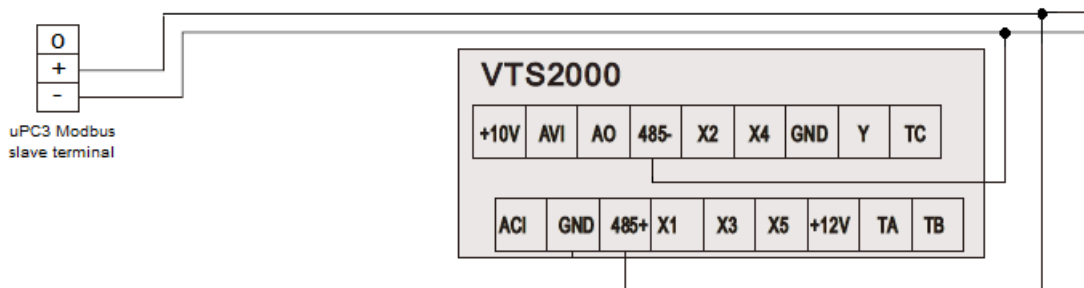 O
+
-
uPC3 Modbus
slave terminal
VTS2000
+10V AVI AO 485- X2 X4 GND Y TC
ACI GND 485+ X1 X3 X5 +12V TA TB